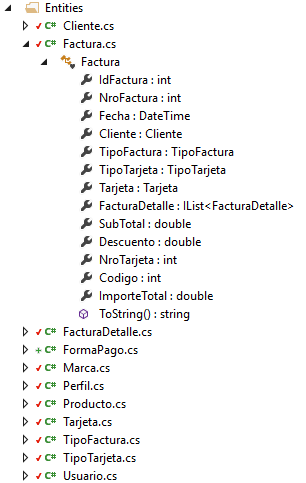 Entities
C# Cliente.cs
C# Factura.cs
Factura
IdFactura : int
NroFactura : int
Fecha : DateTime
Cliente : Cliente
TipoFactura : TipoFactura
TipoTarjeta : TipoTarjeta
Tarjeta : Tarjeta
FacturaDetalle : IList<FacturaDetalle>
SubTotal : double
Descuento : double
NroTarjeta : int
Codigo : int
ImporteTotal : double
ToString() : string
C# FacturaDetalle.cs
C# FormaPago.cs
C# Marca.cs
C# Perfil.cs
C# Producto.cs
C# Tarjeta.cs
C# TipoFactura.cs
C# TipoTarjeta.cs
C# Usuario.cs